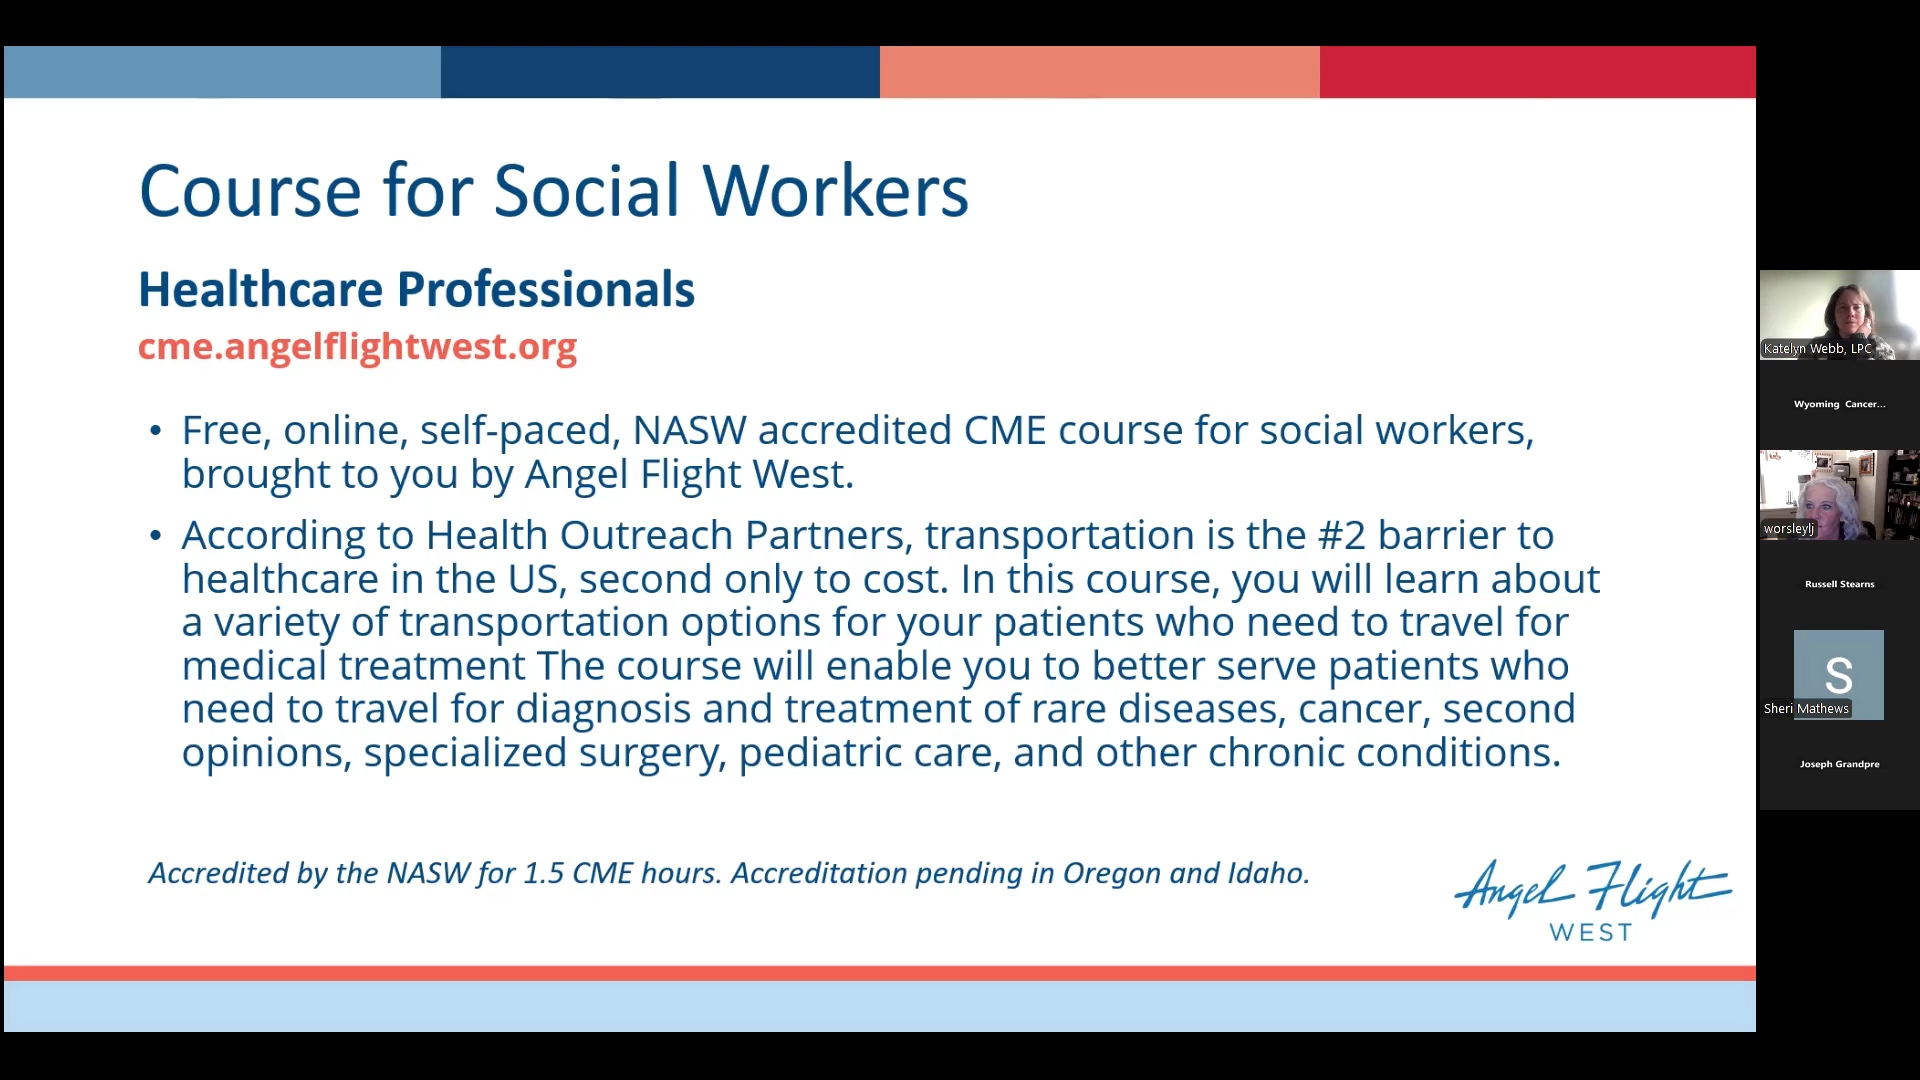 Course for Social Workers
Healthcare Professionals
cme.angelflightwest.org
• Free, online, self-paced, NASW accredited CME course for social workers,
brought to you by Angel Flight West.
• According to Health Outreach Partners, transportation is the #2 barrier to
healthcare in the US, second only to cost. In this course, you will learn about
a variety of transportation options for your patients who need to travel for
medical treatment The course will enable you to better serve patients who
need to travel for diagnosis and treatment of rare diseases, cancer, second
opinions, specialized surgery, pediatric care, and other chronic conditions.
Accredited by the NASW for 1.5 CME hours. Accreditation pending in Oregon and Idaho.
Angel Flight
WEST
Katelyn Webb, LPC
Wyoming Cancer...
worsleylj
Russell Stearns
S
Sheri Mathews
Joseph Grandpre